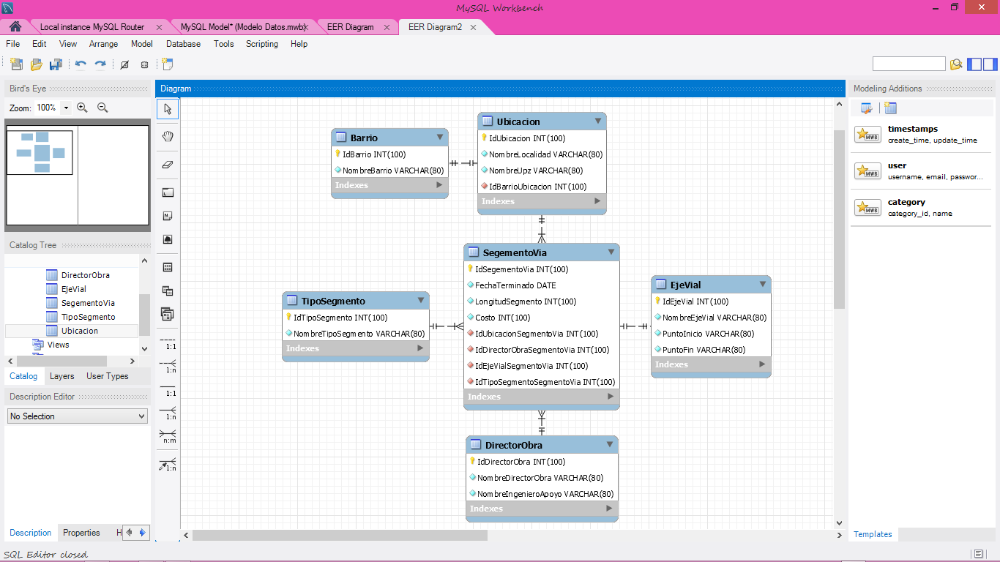 MySQL Workbench
Local instance MySQL Router
MySQL Model* (Modelo Datos.mwb)
EER Diagram
EER Diagram2
File Edit View Arrange Model Database Tools Scripting Help
Bird's Eye
Zoom: 100%
Catalog Tree
DirectorObra
EjeVial
SegementoVia
TipoSegmento
Ubicacion
Views
Catalog Layers User Types
Description Editor
No Selection
Description Properties H
SQL Editor closed
1:1
1:n
1:1
1:n
n:m
1:n
Diagram
Barrio
IdBarrio INT(100)
NombreBarrio VARCHAR(80)
Indexes
Ubicacion
IdUbicacion INT(100)
NombreLocalidad VARCHAR(80)
NombreUpz VARCHAR(80)
IdBarrioUbicacion INT(100)
Indexes
TipoSegmento
IdTipoSegmento INT(100)
NombreTipoSegmento VARCHAR(80)
Indexes
SegementoVia
IdSegementoVia INT(100)
FechaTerminado DATE
LongitudSegmento INT(100)
Costo INT(100)
IdUbicacionSegmentoVia INT(100)
IdDirectorObraSegmentoVia INT(100)
IdEjeVialSegmentoVia INT(100)
IdTipoSegmentoSegmentoVia INT(100)
Indexes
EjeVial
IdEjeVial INT(100)
NombreEjeVial VARCHAR(80)
PuntoInicio VARCHAR(80)
PuntoFin VARCHAR(80)
Indexes
DirectorObra
IdDirectorObra INT(100)
NombreDirectorObra VARCHAR(80)
NombreIngenieroApoyo VARCHAR(80)
Indexes
Modeling Additions
MWB
timestamps
create_time, update_time
MWB
user
username, email, passwor...
MWB
category
category_id, name
Templates